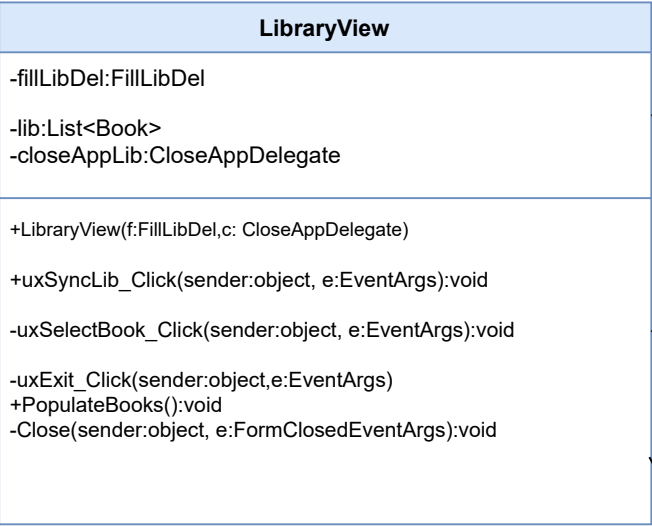 LibraryView
-fillLibDel:FillLibDel
-lib:List<Book>
-closeAppLib:CloseAppDelegate
+LibraryView(f:FillLibDel,c: CloseAppDelegate)
+uxSyncLib_Click(sender:object, e:EventArgs):void
-uxSelectBook_Click(sender:object, e:EventArgs):void
-uxExit_Click(sender:object,e:EventArgs)
+PopulateBooks():void
-Close(sender:object, e:FormClosedEventArgs):void